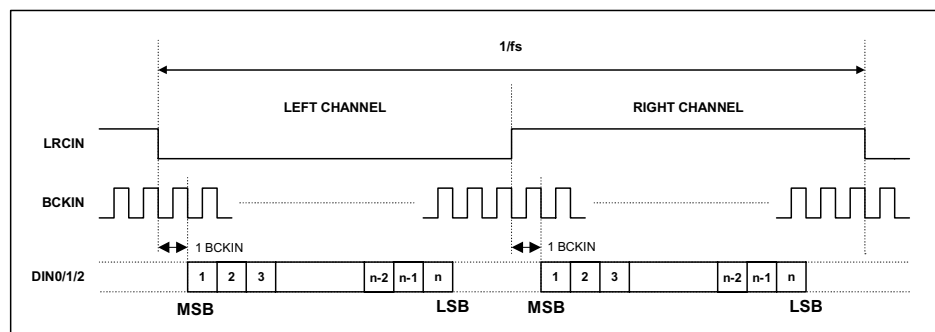 1/fs
LEFT CHANNEL RIGHT CHANNEL
LRCIN
BCKIN
1 BCKIN 1 BCKIN
DIN0/1/2 1 2 3 n-2 n-1 n 1 2 3 n-2 n-1 n
MSB LSB MSB LSB